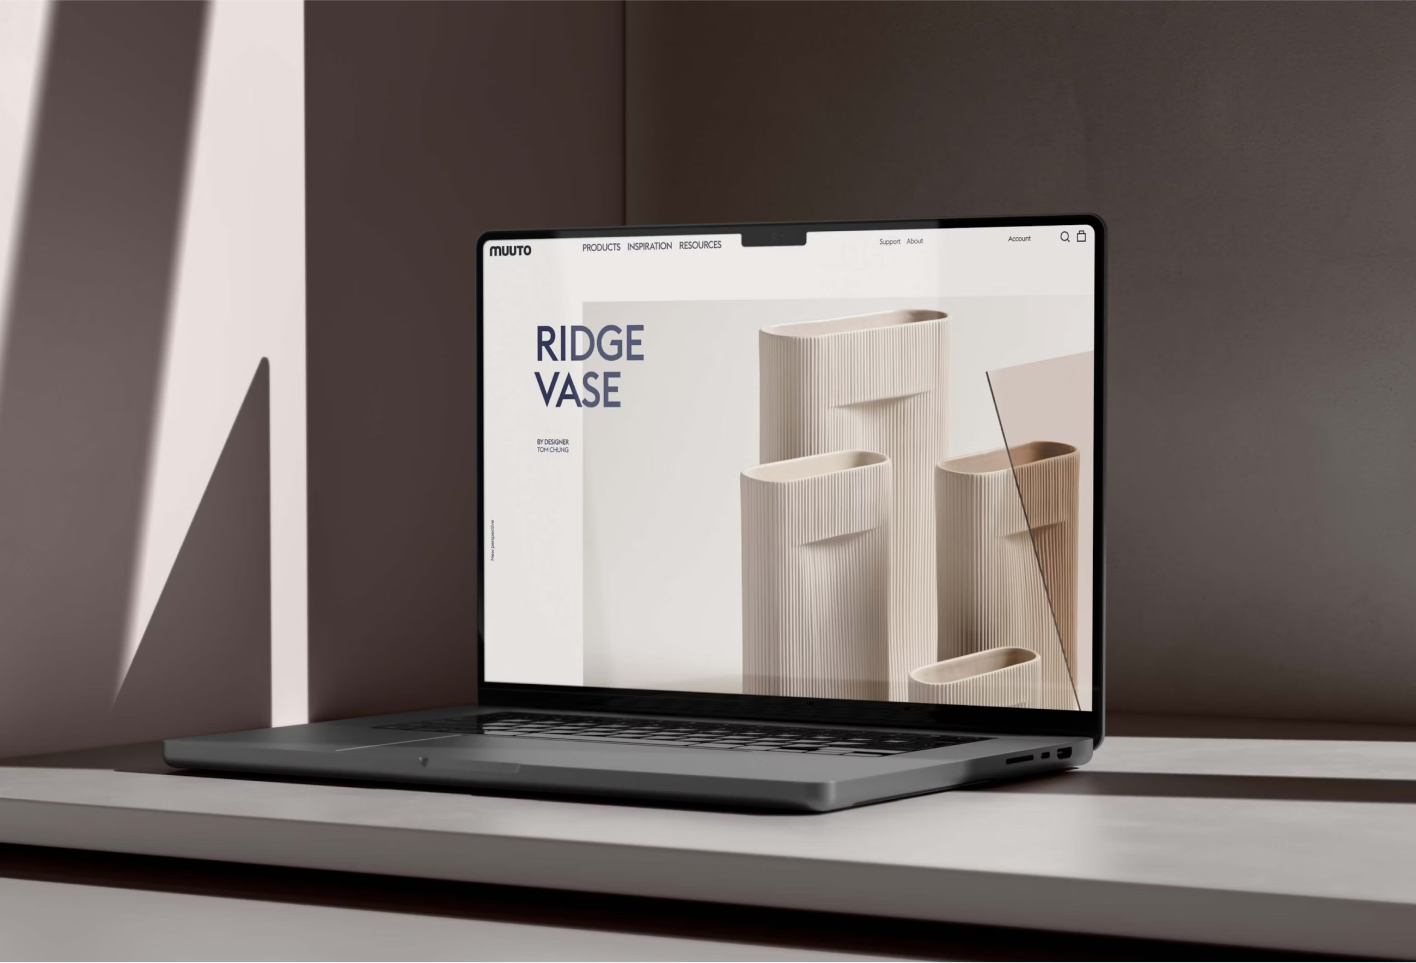 MUUTO
PRODUCTS INSPIRATION RESOURCES
Support About
Account
RIDGE
VASE
BY DESIGNER
TOM CHUNG
New perspective